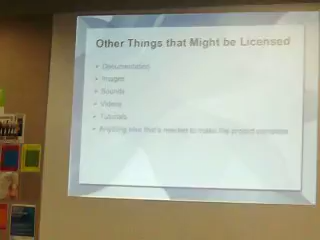 Other Things that Might be Licensed
• Documentation
• Images
• Sounds
• Videos
• Tutorials
• Anything else that's needed to make the project complete